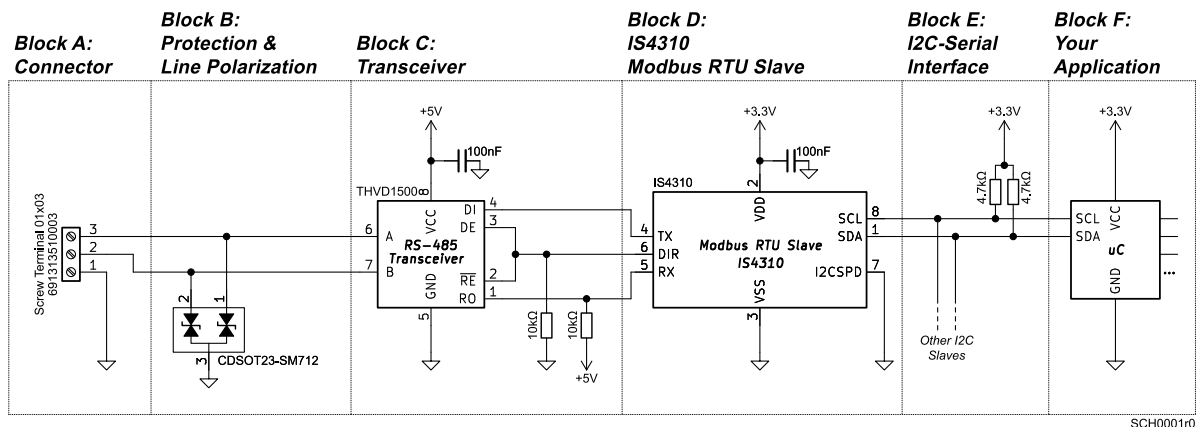 Block A:
Connector
Block B:
Protection &
Line Polarization
Block C:
Transceiver
Block D:
IS4310
Modbus RTU Slave
Block E:
I2C-Serial
Interface
Block F:
Your
Application
Screw Terminal 01x03
691313510003
3
2
1
2
1
3
CDSOT23-SM712
+5V
100nF
THVD1500
8
VCC
6
A
7
B
RS-485
Transceiver
GND
5
DI
4
DE
3
RE
2
RO
1
10kΩ
10kΩ
+5V
+3.3V
100nF
IS4310
2
VDD
4
TX
6
DIR
5
RX
Modbus RTU Slave
IS4310
VSS
3
SCL
8
SDA
1
I2CSPD
7
+3.3V
4.7kΩ
4.7kΩ
Other I2C
Slaves
+3.3V
SCL
SDA
VCC
uC
GND
...
SCH0001r0